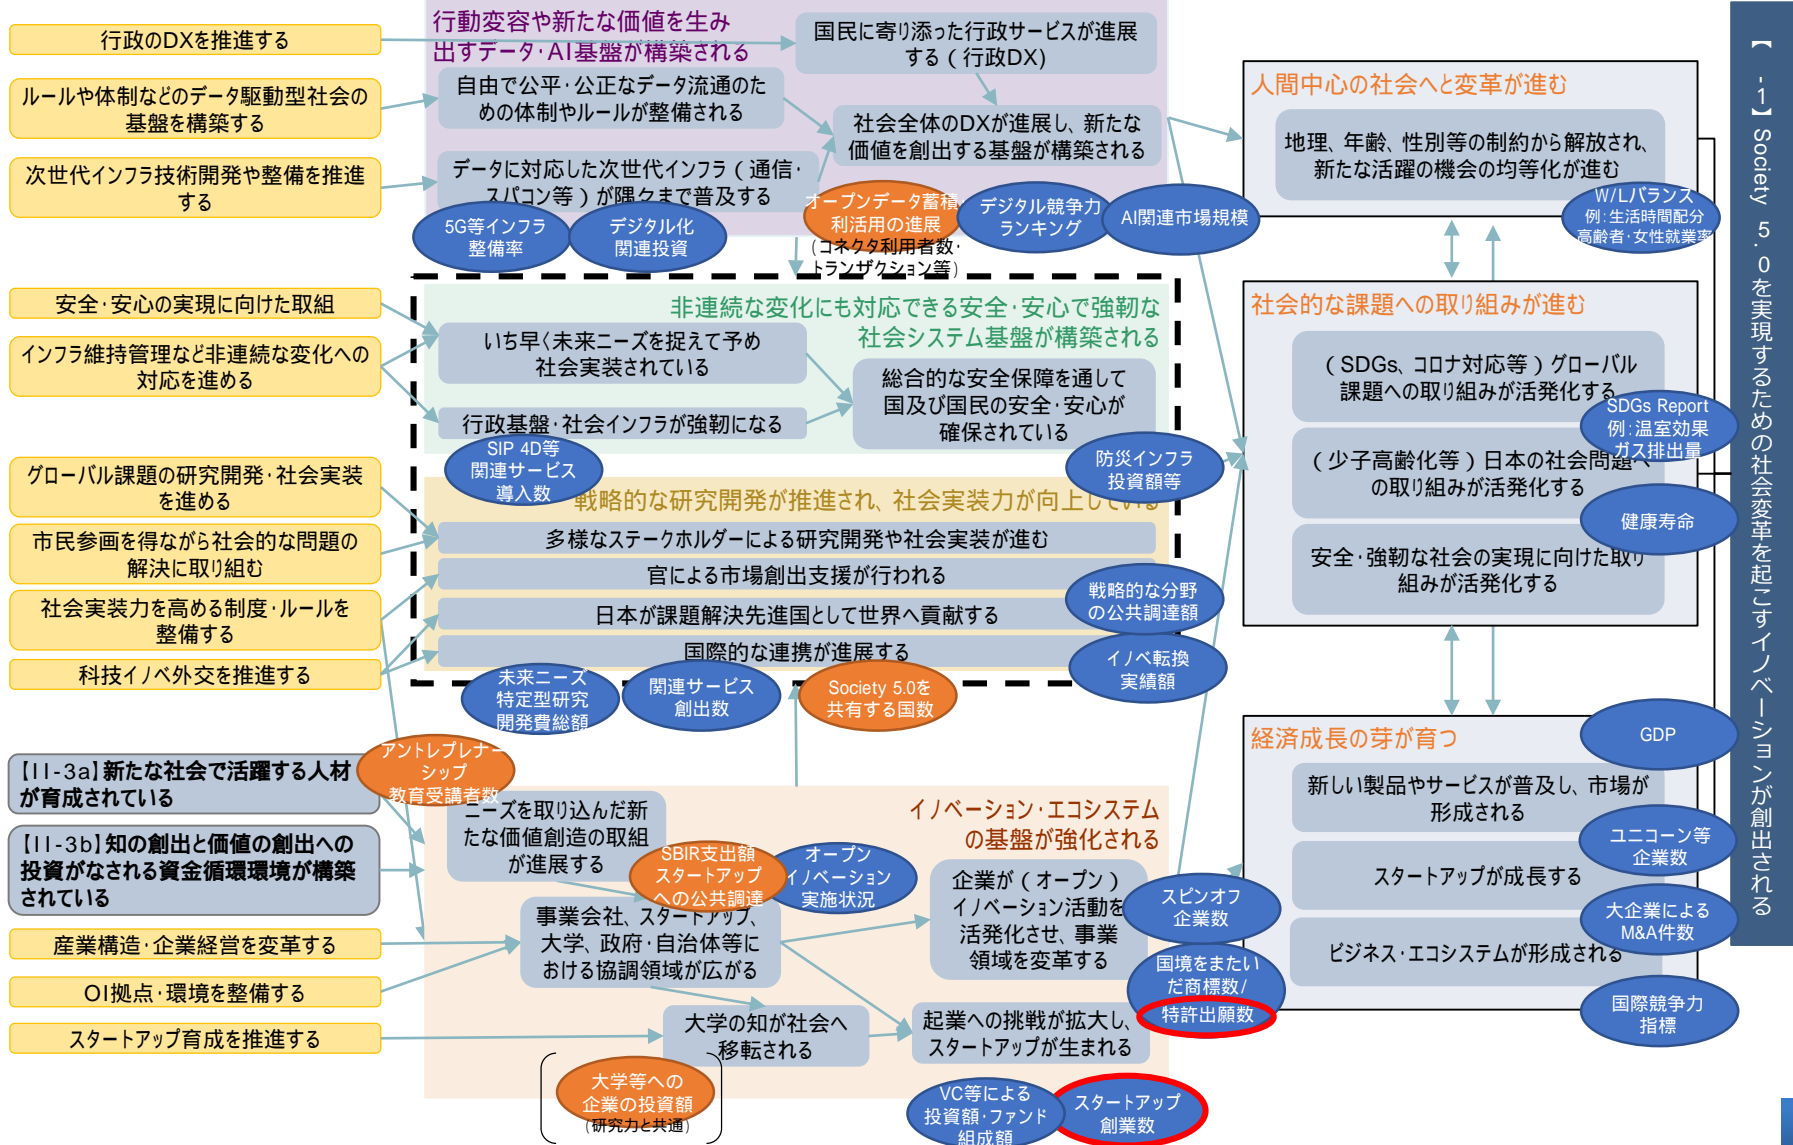 行動変容や新たな価値を生み
出すデータ・AI基盤が構築される
行政のDXを推進する
国民に寄り添った行政サービスが進展
する（行政DX)
ルールや体制などのデータ駆動型社会の
基盤を構築する
自由で公平・公正なデータ流通のた
めの体制やルールが整備される
社会全体のDXが進展し、新たな
価値を創出する基盤が構築される
次世代インフラ技術開発や整備を推進
する
データに対応した次世代インフラ（通信・
スパコン等）が隅々まで普及する
5G等インフラ
整備率
デジタル化
関連投資
オープンデータ蓄積・
利活用の進展
(コネクタ利用者数・
トランザクション等)
デジタル競争力
ランキング
AI関連市場規模
人間中心の社会へと変革が進む
地理、年齢、性別等の制約から解放され、
新たな活躍の機会の均等化が進む
W/Lバランス
例:生活時間配分
高齢者・女性就業率
安全・安心の実現に向けた取組
インフラ維持管理など非連続な変化への
対応を進める
非連続な変化にも対応できる安全・安心で強靭な
社会システム基盤が構築される
いち早く未来ニーズを捉えて予め
社会実装されている
行政基盤・社会インフラが強靭になる
総合的な安全保障を通して
国及び国民の安全・安心が
確保されている
SIP 4D等
関連サービス
導入数
防災インフラ
投資額等
社会的な課題への取り組みが進む
（SDGs、コロナ対応等）グローバル
課題への取り組みが活発化する
SDGs Report
例:温室効果
ガス排出量
（少子高齢化等）日本の社会問題へ
の取り組みが活発化する
健康寿命
安全・強靭な社会の実現に向けた取り
組みが活発化する
グローバル課題の研究開発・社会実装
を進める
市民参画を得ながら社会的な問題の
解決に取り組む
社会実装力を高める制度・ルールを
整備する
科技イノベ外交を推進する
戦略的な研究開発が推進され、社会実装力が向上している
多様なステークホルダーによる研究開発や社会実装が進む
官による市場創出支援が行われる
日本が課題解決先進国として世界へ貢献する
国際的な連携が進展する
戦略的な分野
の公共調達額
イノベ転換
実績額
未来ニーズ
特定型研究
開発費総額
関連サービス
創出数
Society 5.0を
共有する国数
【II-3a】新たな社会で活躍する人材
が育成されている
【II-3b】知の創出と価値の創出への
投資がなされる資金循環環境が構築
されている
アントレプレナー
シップ
教育受講者数
産業構造・企業経営を変革する
OI拠点・環境を整備する
スタートアップ育成を推進する
イノベーション・エコシステム
の基盤が強化される
ニーズを取り込んだ新
たな価値創造の取組
が進展する
SBIR支出額
スタートアップ
への公共調達
オープン
イノベーション
実施状況
事業会社、スタートアップ、
大学、政府・自治体等に
おける協調領域が広がる
企業が（オープン）
イノベーション活動を
活発化させ、事業
領域を変革する
大学の知が社会へ
移転される
起業への挑戦が拡大し、
スタートアップが生まれる
大学等への
企業の投資額
(研究力と共通)
VC等による
投資額・ファンド
組成額
スタートアップ
創業数
スピンオフ
企業数
国境をまたい
だ商標数/
特許出願数
経済成長の芽が育つ
GDP
新しい製品やサービスが普及し、市場が
形成される
ユニコーン等
企業数
スタートアップが成長する
大企業による
M&A件数
ビジネス・エコシステムが形成される
国際競争力
指標
【 -1】Society 5.0を実現するための社会変革を起こすイノベーションが創出される